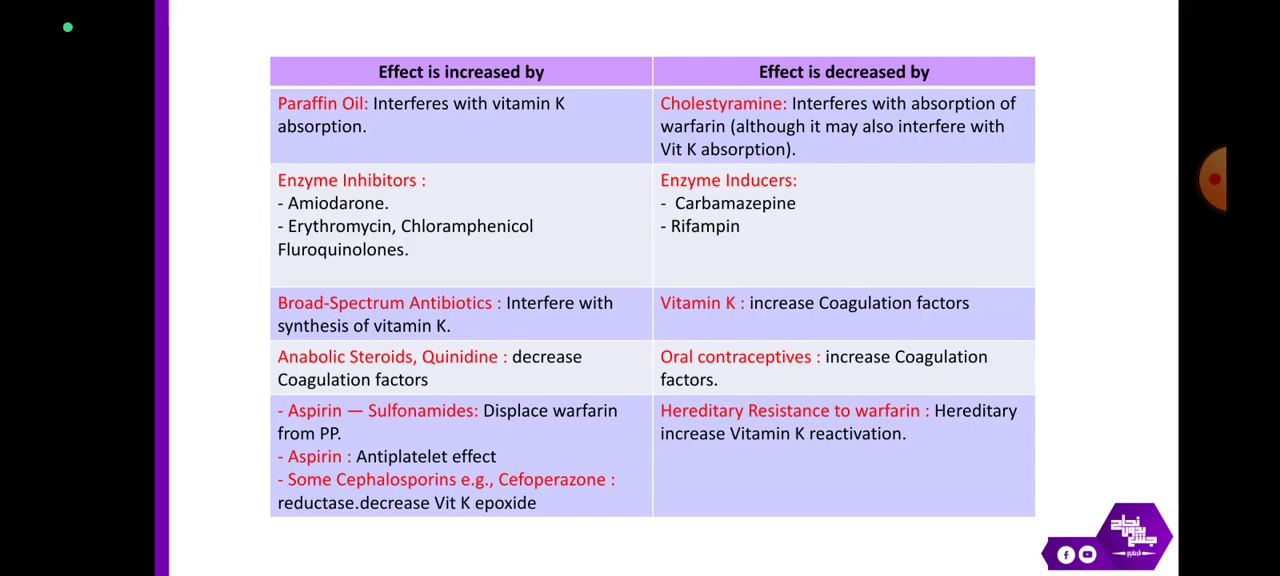 Effect is increased by
Effect is decreased by
Paraffin Oil: Interferes with vitamin K
absorption.
Cholestyramine: Interferes with absorption of
warfarin (although it may also interfere with
Vit K absorption).
Enzyme Inhibitors :
- Amiodarone.
- Erythromycin, Chloramphenicol
Fluroquinolones.
Enzyme Inducers:
- Carbamazepine
- Rifampin
Broad-Spectrum Antibiotics : Interfere with
synthesis of vitamin K.
Vitamin K : increase Coagulation factors
Anabolic Steroids, Quinidine : decrease
Coagulation factors
Oral contraceptives : increase Coagulation
factors.
- Aspirin — Sulfonamides: Displace warfarin
from PP.
- Aspirin : Antiplatelet effect
- Some Cephalosporins e.g., Cefoperazone :
reductase.decrease Vit K epoxide
Hereditary Resistance to warfarin : Hereditary
increase Vitamin K reactivation.